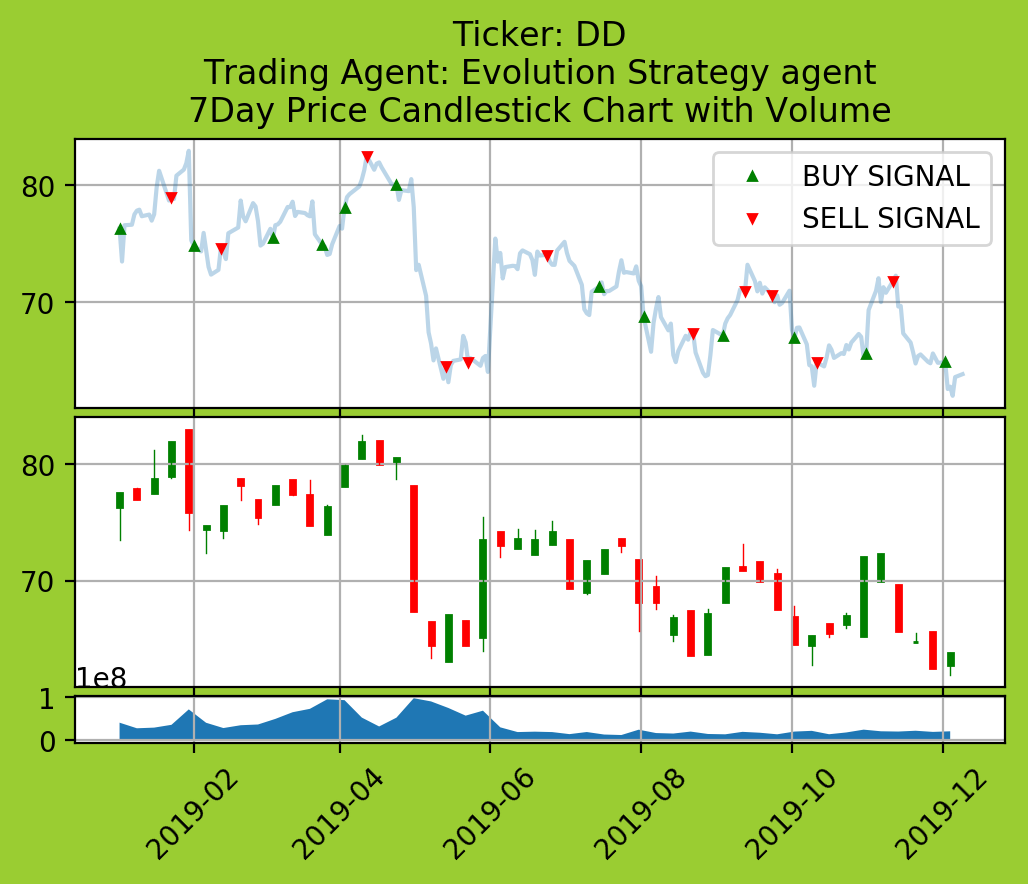 Ticker: DD
Trading Agent: Evolution Strategy agent
7Day Price Candlestick Chart with Volume
80
70
BUY SIGNAL
SELL SIGNAL
80
70
1e8
1
0
2019-02
2019-04
2019-06
2019-08
2019-10
2019-12